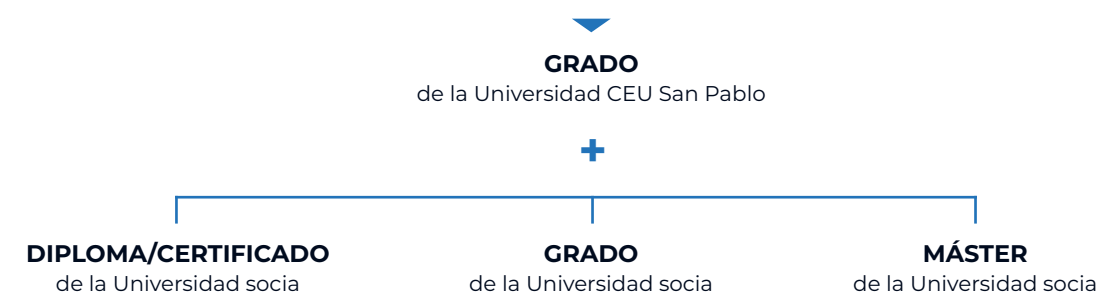 GRADO
de la Universidad CEU San Pablo
+
DIPLOMA/CERTIFICADO
de la Universidad socia
GRADO
de la Universidad socia
MÁSTER
de la Universidad socia